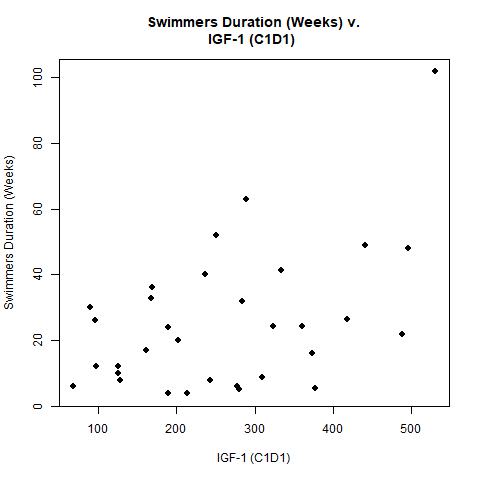 Swimmers Duration (Weeks) v.
IGF-1 (C1D1)
Swimmers Duration (Weeks)
100
80
60
40
20
0
100 200 300 400 500
IGF-1 (C1D1)